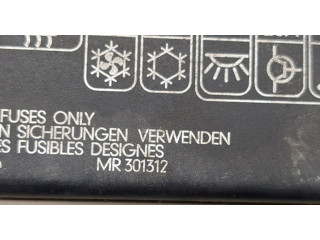 FUSES ONLY
N SICHERUNGEN VERWENDEN
ES FUSIBLES DESIGNES
MR 301312